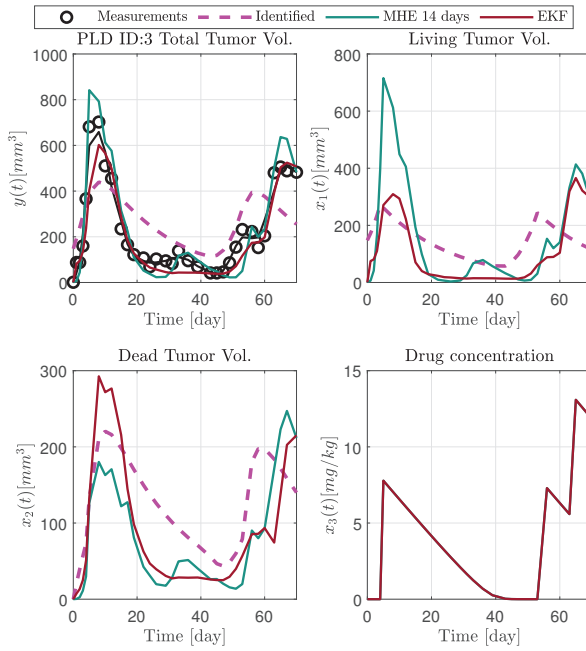 Measurements Identified MHE 14 days EKF
PLD ID:3 Total Tumor Vol.
1000
800
600
400
200
0
y(t)[mm³]
0 20 40 60
Time [day]
Living Tumor Vol.
800
600
400
200
0
x₁(t)[mm³]
0 20 40 60
Time [day]
Dead Tumor Vol.
300
200
100
0
x₂(t)[mm³]
0 20 40 60
Time [day]
Drug concentration
15
10
5
0
x₃(t)[mg/kg]
0 20 40 60
Time [day]